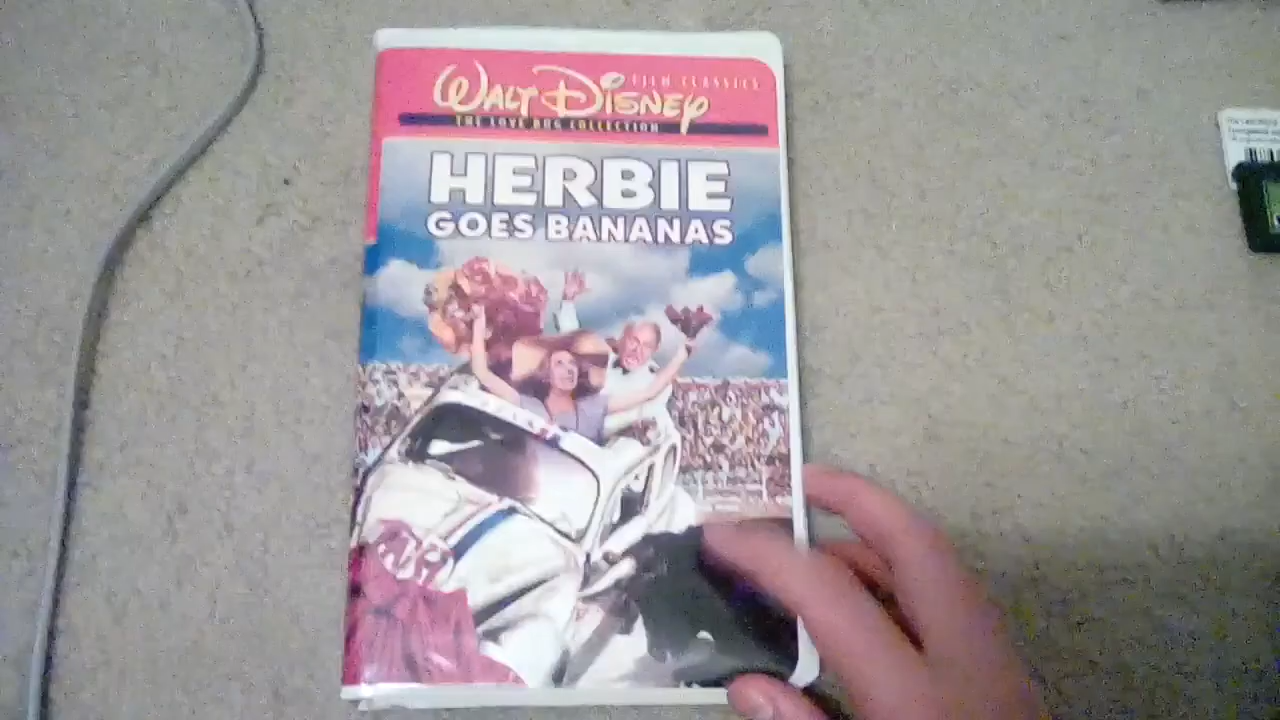 FILM CLASSICS
WALT DISNEY
THE LOVE BUG COLLECTION
HERBIE
GOES BANANAS